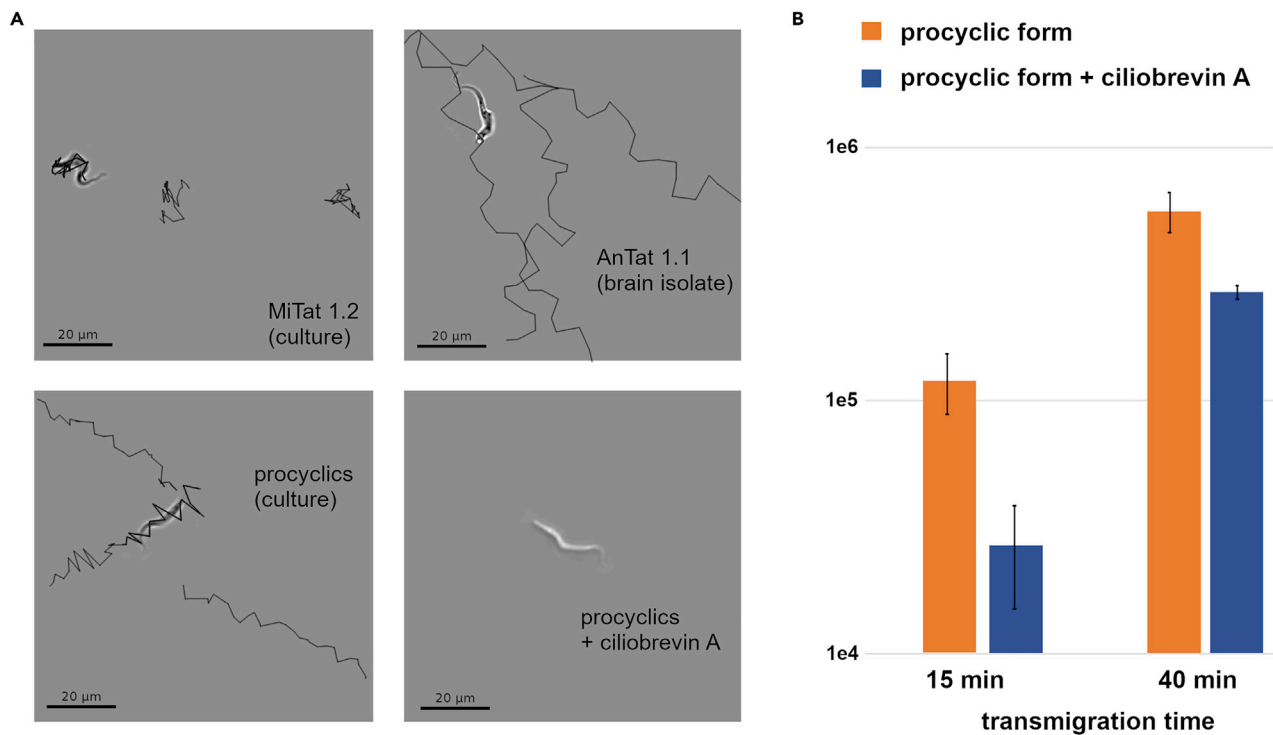 A
MiTat 1.2
(culture)
20 µm
AnTat 1.1
(brain isolate)
20 µm
procyclics
(culture)
20 µm
procyclics
+ ciliobrevin A
20 µm
B
procyclic form
procyclic form + ciliobrevin A
1e6
1e5
1e4
15 min
40 min
transmigration time